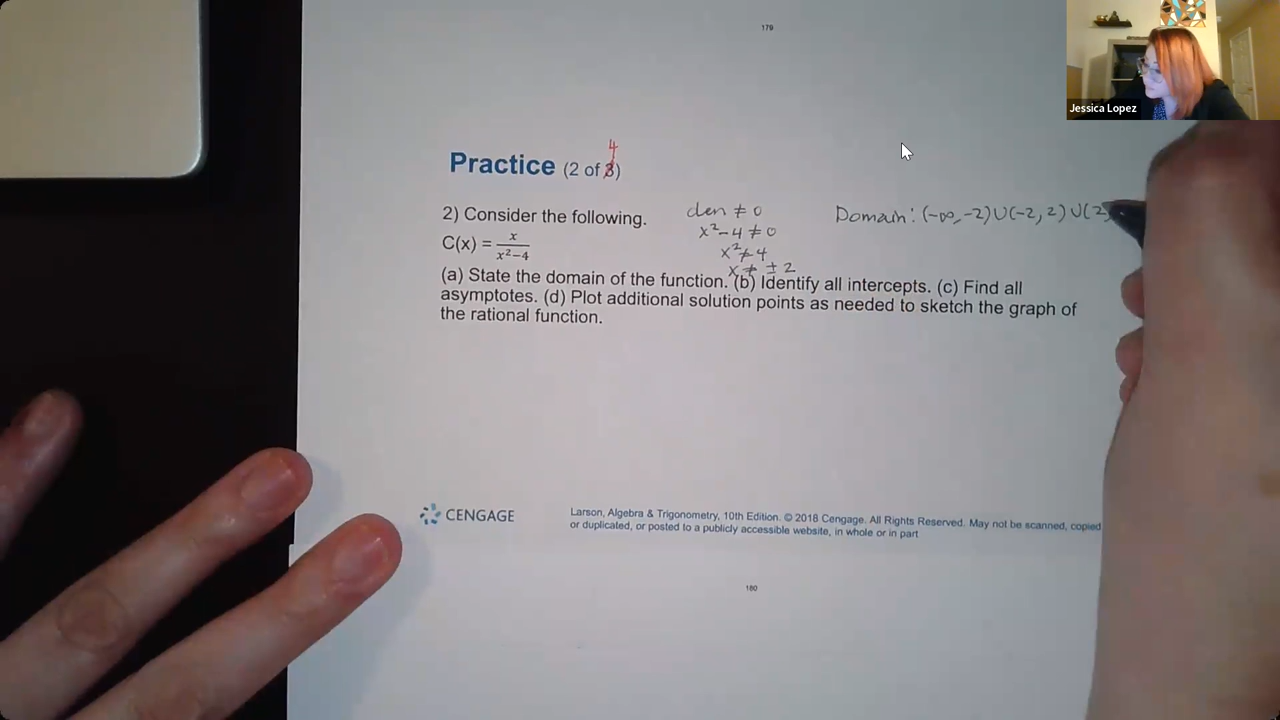 179
Jessica Lopez
4
Practice (2 of 3)
2) Consider the following.
C(x) = x/x²−4
den ≠ 0
x²−4 ≠ 0
x² ≠ 4
x ≠ ±2
Domain: (-∞, -2) U (-2, 2) U (2,
(a) State the domain of the function. (b) Identify all intercepts. (c) Find all
asymptotes. (d) Plot additional solution points as needed to sketch the graph of
the rational function.
CENGAGE
Larson, Algebra & Trigonometry, 10th Edition. © 2018 Cengage. All Rights Reserved. May not be scanned, copied
or duplicated, or posted to a publicly accessible website, in whole or in part
180